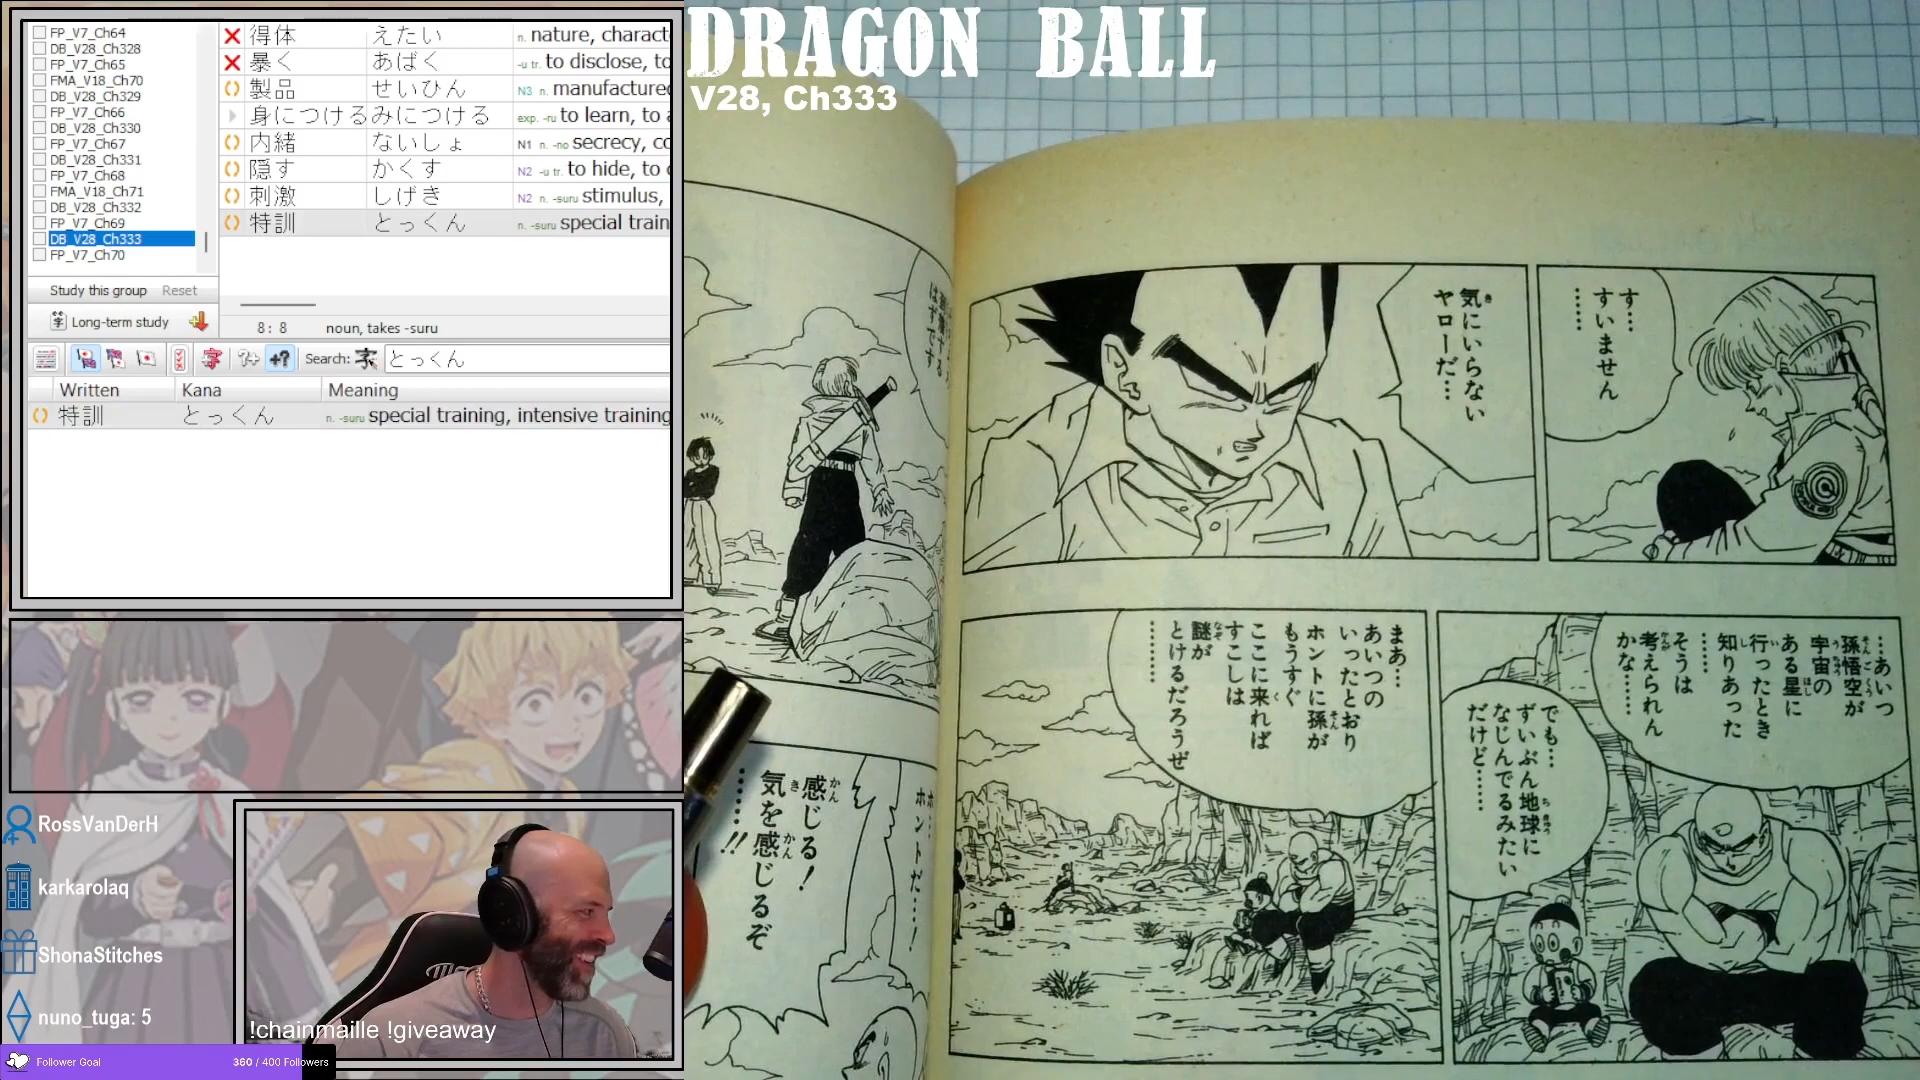 FP_V7_Ch64
DB_V28_Ch328
FP_V7_Ch65
FMA_V18_Ch70
DB_V28_Ch329
FP_V7_Ch66
DB_V28_Ch330
FP_V7_Ch67
DB_V28_Ch331
FP_V7_Ch68
FMA_V18_Ch71
DB_V28_Ch332
FP_V7_Ch69
DB_V28_Ch333
FP_V7_Ch70
Study this group Reset
Long-term study
得体 えたい n. nature, charact
暴く あばく -u tr. to disclose, to
製品 せいひん N3 n. manufactured
身につける みにつける exp. -ru to learn, to a
内緒 ないしょ N1 n. -no secrecy, co
隠す かくす N2 -u tr. to hide, to c
刺激 しげき N2 n. -suru stimulus,
特訓 とっくん n. -suru special train
8: 8 noun, takes -suru
Search: とっくん
Written Kana Meaning
特訓 とっくん n. -suru special training, intensive training
RossVanDerH
karkarolaq
ShonaStitches
nuno_tuga: 5
!chainmaille !giveaway
Follower Goal 360 / 400 Followers
DRAGON BALL
V28, Ch333
す…
すいません
……
気にいらない
ヤローだ…
…あいつ
孫悟空が
宇宙の
ある星に
行ったとき
知りあった
……
そうは
考えられん
かな……
でも…
ずいぶん地球に
なじんでるみたい
だけど……
まあ…
あいつの
いったとおり
ホントに孫が
もうすぐ
ここに来れば
すこしは
謎が
とけるだろうぜ
………
はずです
ホントだ…！
感じる！
気を感じるぞ
……!!